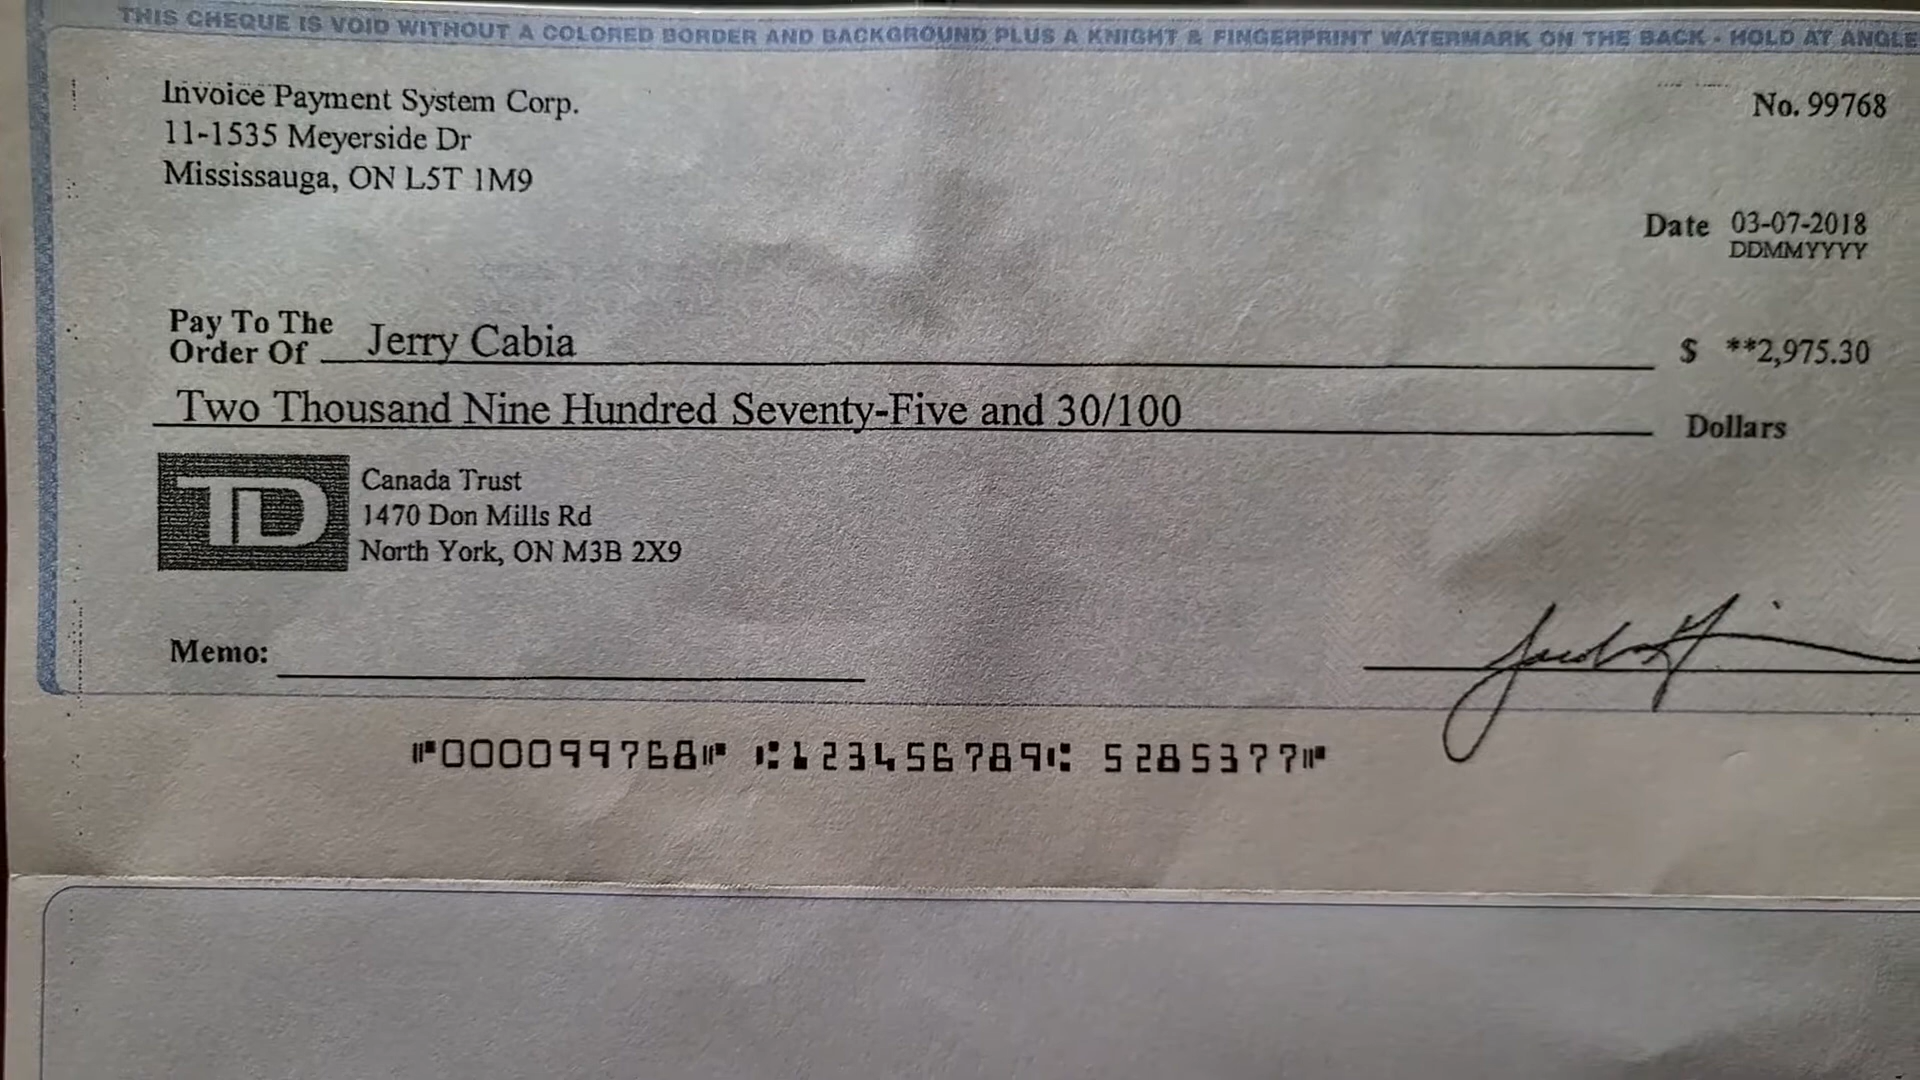 THIS CHEQUE IS VOID WITHOUT A COLORED BORDER AND BACKGROUND PLUS A KNIGHT & FINGERPRINT WATERMARK ON THE BACK - HOLD AT ANGLE
Invoice Payment System Corp.
11-1535 Meyerside Dr
Mississauga, ON L5T 1M9
No. 99768
Date 03-07-2018
DDMMYYYY
Pay To The
Order Of Jerry Cabia $ **2,975.30
Two Thousand Nine Hundred Seventy-Five and 30/100 Dollars
TD Canada Trust
1470 Don Mills Rd
North York, ON M3B 2X9
Memo:
⑈000099768⑈ ⑆123456789⑆ 5285377⑈